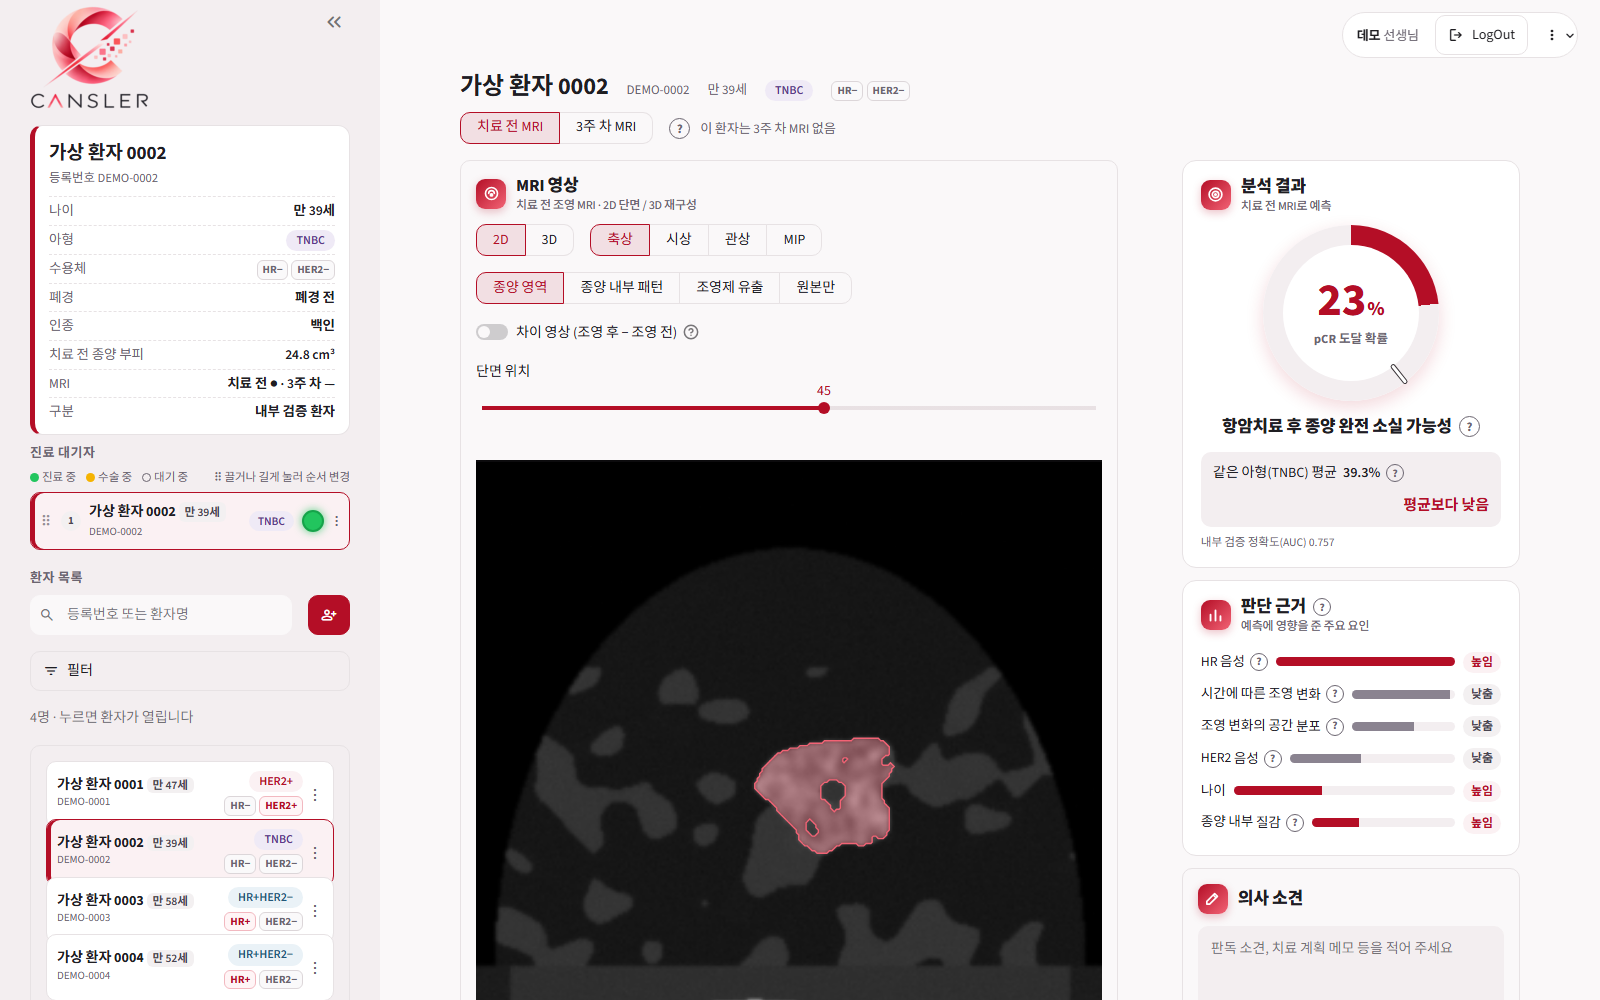 CANSLER
가상 환자 0002
등록번호 DEMO-0002
나이 만 39세
아형 TNBC
수용체 HR− HER2−
폐경 폐경 전
인종 백인
치료 전 종양 부피 24.8 cm³
MRI 치료 전 ● · 3주 차 —
구분 내부 검증 환자
진료 대기자
진료 중 수술 중 대기 중 ⠿ 끌거나 길게 눌러 순서 변경
1 가상 환자 0002 만 39세 TNBC
DEMO-0002
환자 목록
등록번호 또는 환자명
필터
4명 · 누르면 환자가 열립니다
가상 환자 0001 만 47세 HER2+
DEMO-0001 HR− HER2+
가상 환자 0002 만 39세 TNBC
DEMO-0002 HR− HER2−
가상 환자 0003 만 58세 HR+HER2−
DEMO-0003 HR+ HER2−
가상 환자 0004 만 52세 HR+HER2−
DEMO-0004 HR+ HER2−
데모 선생님 LogOut
가상 환자 0002 DEMO-0002 만 39세 TNBC HR− HER2−
치료 전 MRI 3주 차 MRI ? 이 환자는 3주 차 MRI 없음
MRI 영상
치료 전 조영 MRI · 2D 단면 / 3D 재구성
2D 3D 축상 시상 관상 MIP
종양 영역 종양 내부 패턴 조영제 유출 원본만
차이 영상 (조영 후 − 조영 전) ?
단면 위치
45
분석 결과
치료 전 MRI로 예측
23%
pCR 도달 확률
항암치료 후 종양 완전 소실 가능성 ?
같은 아형(TNBC) 평균 39.3% ?
평균보다 낮음
내부 검증 정확도(AUC) 0.757
판단 근거 ?
예측에 영향을 준 주요 요인
HR 음성 ? 높임
시간에 따른 조영 변화 ? 낮춤
조영 변화의 공간 분포 ? 낮춤
HER2 음성 ? 낮춤
나이 높임
종양 내부 질감 ? 높임
의사 소견
판독 소견, 치료 계획 메모 등을 적어 주세요